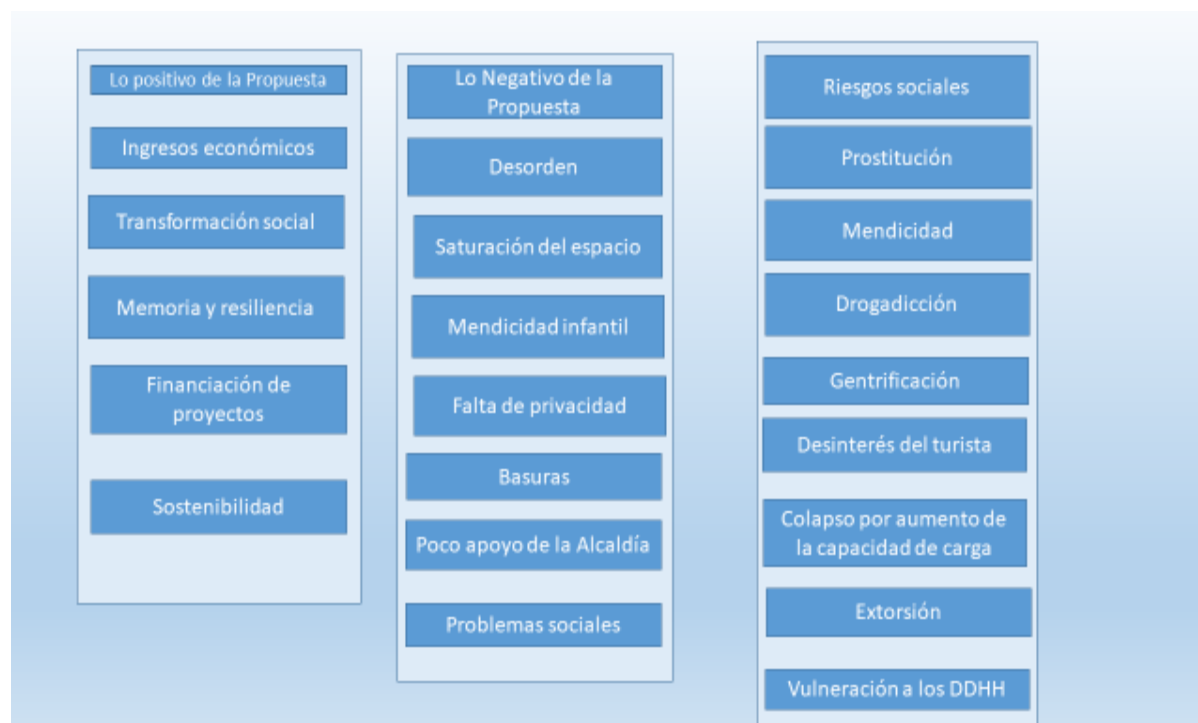 Lo positivo de la Propuesta
Ingresos económicos
Transformación social
Memoria y resiliencia
Financiación de
proyectos
Sostenibilidad
Lo Negativo de la
Propuesta
Desorden
Saturación del espacio
Mendicidad infantil
Falta de privacidad
Basuras
Poco apoyo de la Alcaldía
Problemas sociales
Riesgos sociales
Prostitución
Mendicidad
Drogadicción
Gentrificación
Desinterés del turista
Colapso por aumento de
la capacidad de carga
Extorsión
Vulneración a los DDHH